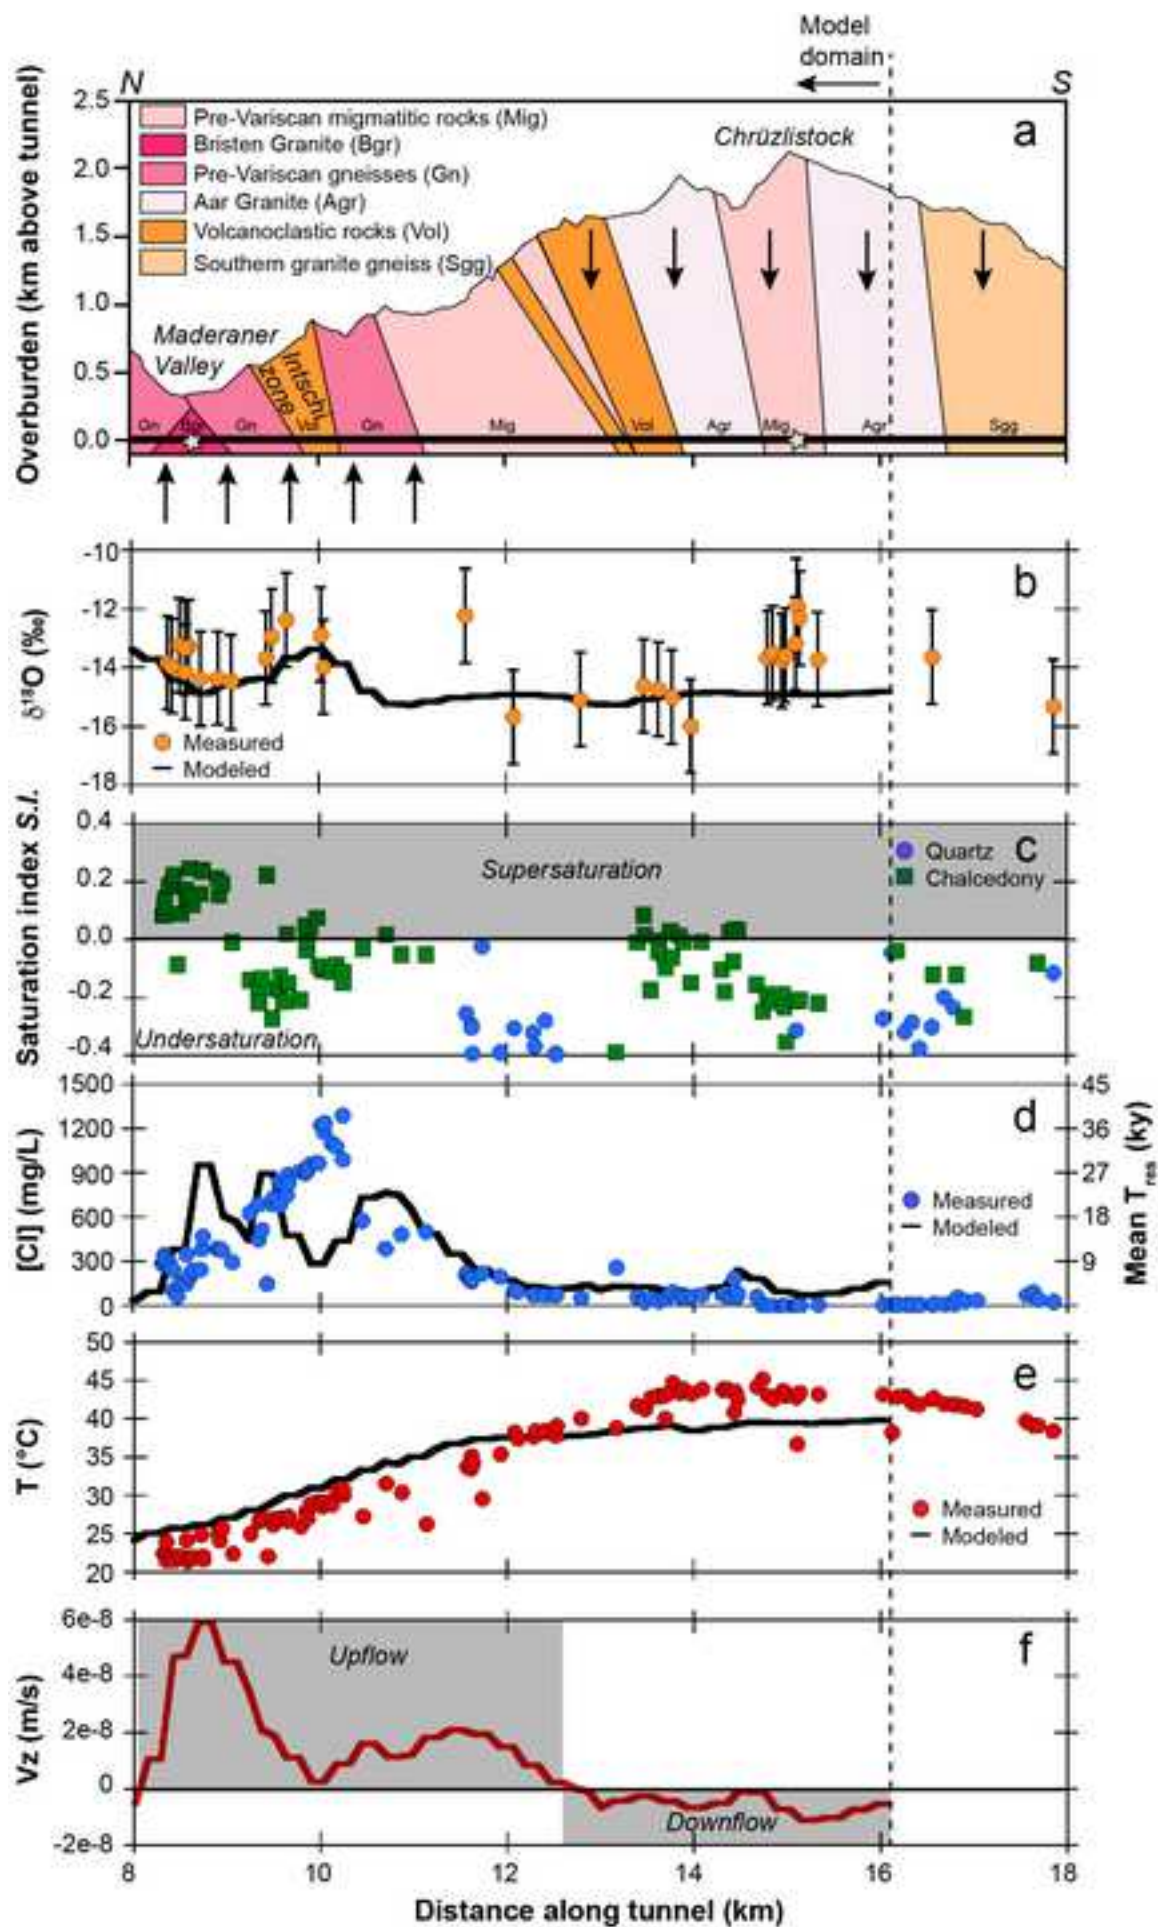 Model
domain
N
S
Overburden (km above tunnel)
2.5
2.0
1.5
1.0
0.5
0.0
a
Pre-Variscan migmatitic rocks (Mig)
Bristen Granite (Bgr)
Pre-Variscan gneisses (Gn)
Aar Granite (Agr)
Volcanoclastic rocks (Vol)
Southern granite gneiss (Sgg)
Chrüzlistock
Maderaner
Valley
Intschi
zone
Gn Bgr Gn Vol Gn Mig Vol Agr Mig Agr Sgg
δ¹⁸O (‰)
-10
-12
-14
-16
-18
b
Measured
Modeled
Saturation index S.I.
0.4
0.2
0.0
-0.2
-0.4
c
Supersaturation
Undersaturation
Quartz
Chalcedony
[Cl] (mg/L)
1500
1200
900
600
300
0
d
Measured
Modeled
45
36
27
18
9
Mean Tres (ky)
T (°C)
50
45
40
35
30
25
20
e
Measured
Modeled
Vz (m/s)
6e-8
4e-8
2e-8
0
-2e-8
f
Upflow
Downflow
8 10 12 14 16 18
Distance along tunnel (km)